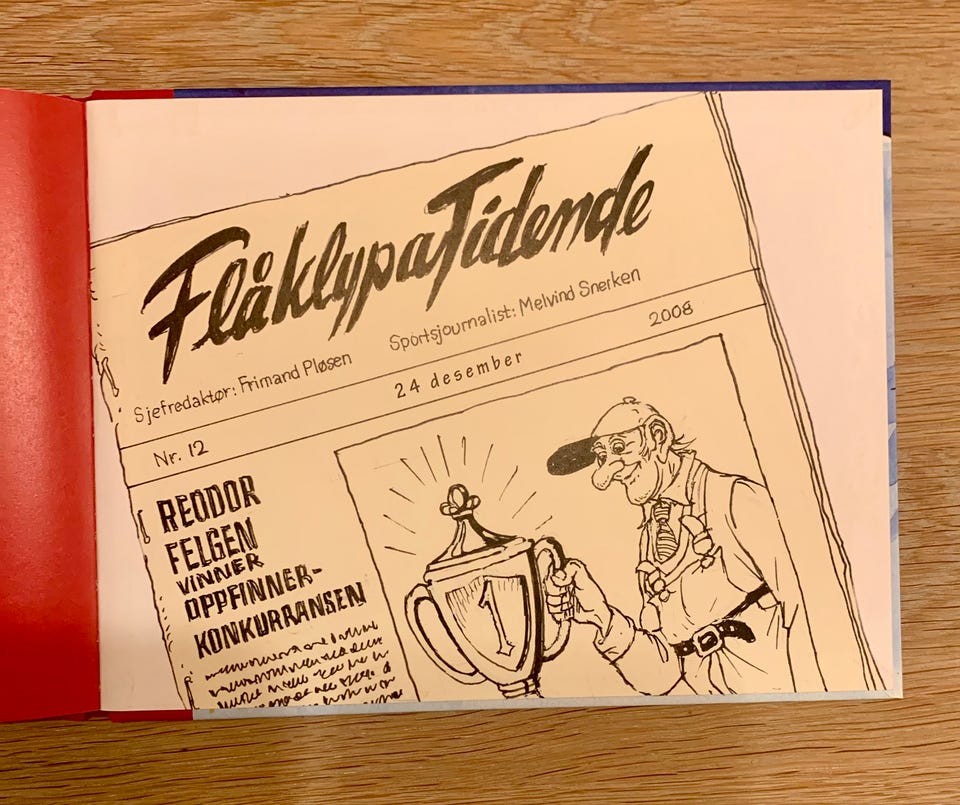 Flåklypa Tidende
Sjefredaktør: Frimand Pløsen Sportsjournalist: Melvind Snerken
Nr. 12 24 desember 2008
REODOR
FELGEN
VINNER
OPPFINNER-
KONKURRANSEN
1